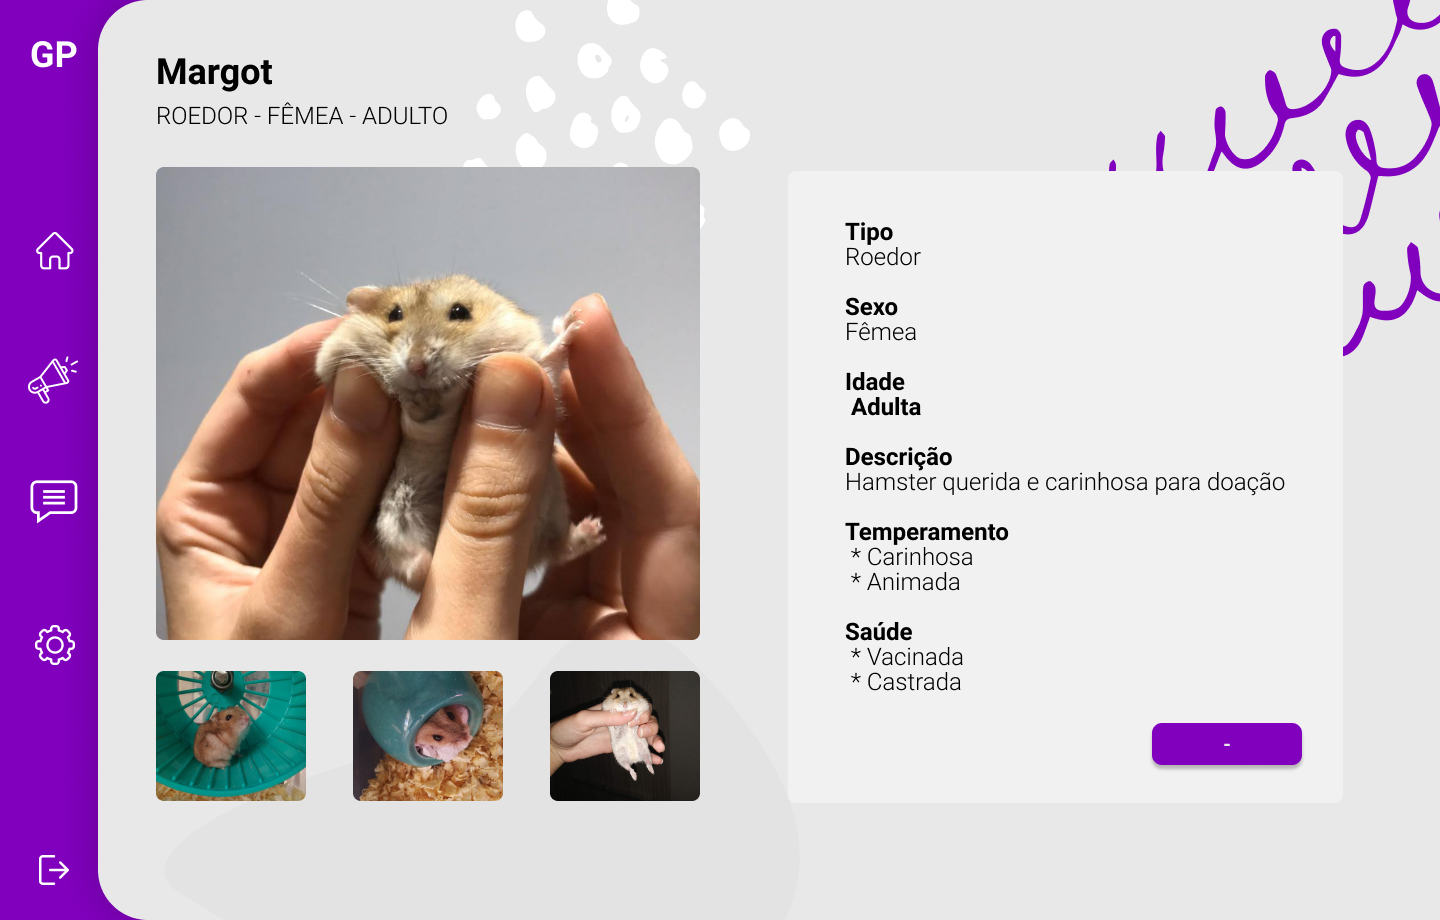 GP
Margot
ROEDOR - FÊMEA - ADULTO
Tipo
Roedor
Sexo
Fêmea
Idade
Adulta
Descrição
Hamster querida e carinhosa para doação
Temperamento
* Carinhosa
* Animada
Saúde
* Vacinada
* Castrada
-